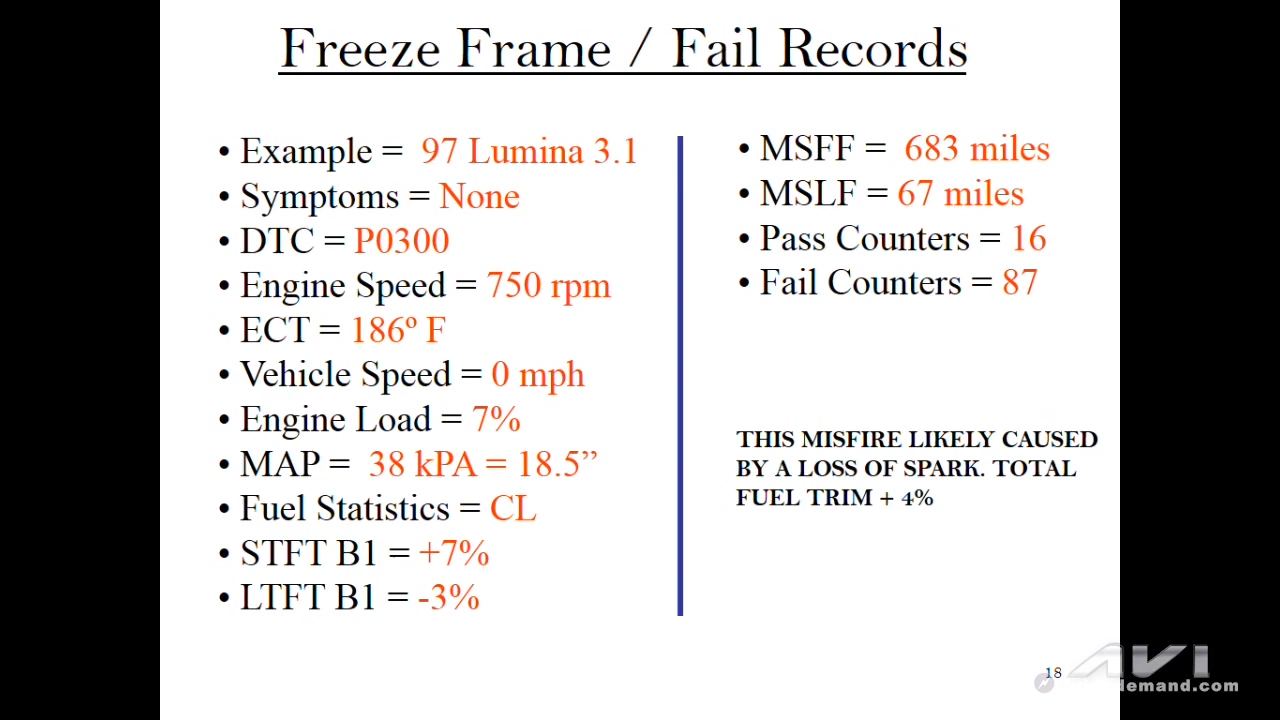 Freeze Frame / Fail Records
• Example = 97 Lumina 3.1
• Symptoms = None
• DTC = P0300
• Engine Speed = 750 rpm
• ECT = 186º F
• Vehicle Speed = 0 mph
• Engine Load = 7%
• MAP = 38 kPA = 18.5”
• Fuel Statistics = CL
• STFT B1 = +7%
• LTFT B1 = -3%
• MSFF = 683 miles
• MSLF = 67 miles
• Pass Counters = 16
• Fail Counters = 87
THIS MISFIRE LIKELY CAUSED
BY A LOSS OF SPARK. TOTAL
FUEL TRIM + 4%
18
AVI
demand.com